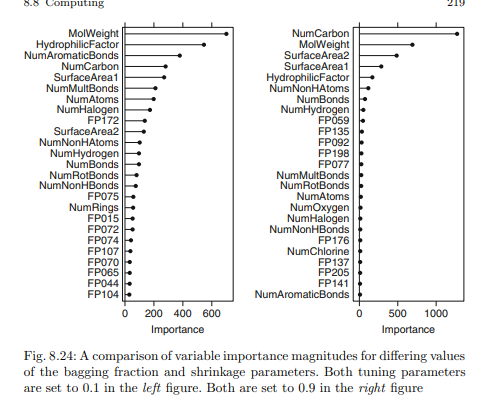 8.8 Computing 219
MolWeight
HydrophilicFactor
NumAromaticBonds
NumCarbon
SurfaceArea1
NumMultBonds
NumAtoms
NumHalogen
FP172
SurfaceArea2
NumNonHAtoms
NumHydrogen
NumBonds
NumRotBonds
NumNonHBonds
FP075
NumRings
FP015
FP072
FP074
FP107
FP070
FP065
FP044
FP104
0 200 400 600
Importance
NumCarbon
MolWeight
SurfaceArea2
SurfaceArea1
HydrophilicFactor
NumNonHAtoms
NumBonds
NumHydrogen
FP059
FP135
FP092
FP198
FP077
NumMultBonds
NumRotBonds
NumAtoms
NumOxygen
NumHalogen
NumNonHBonds
FP176
NumChlorine
FP137
FP205
FP141
NumAromaticBonds
0 500 1000
Importance
Fig. 8.24: A comparison of variable importance magnitudes for differing values
of the bagging fraction and shrinkage parameters. Both tuning parameters
are set to 0.1 in the left figure. Both are set to 0.9 in the right figure